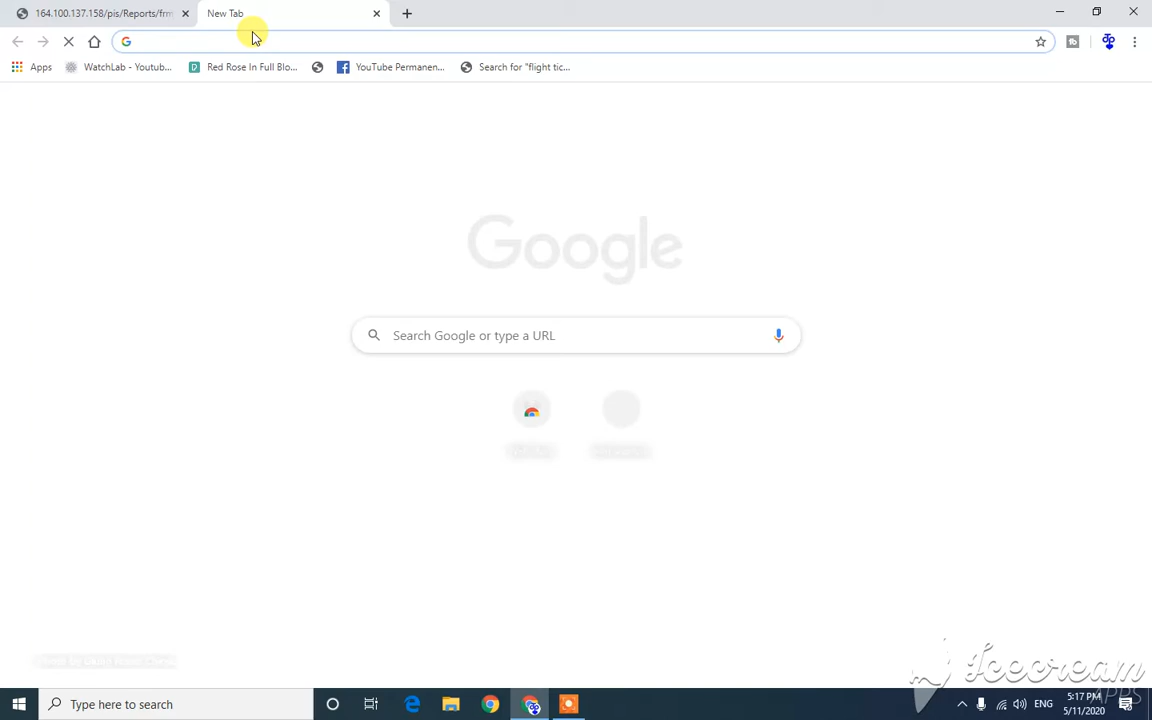 164.100.137.158/pis/Reports/frm
New Tab
Apps
WatchLab - Youtub...
Red Rose In Full Blo...
YouTube Permanen...
Search for "flight tic...
Google
Search Google or type a URL
Type here to search
ENG
5:17 PM
5/11/2020
Icecream
APPS